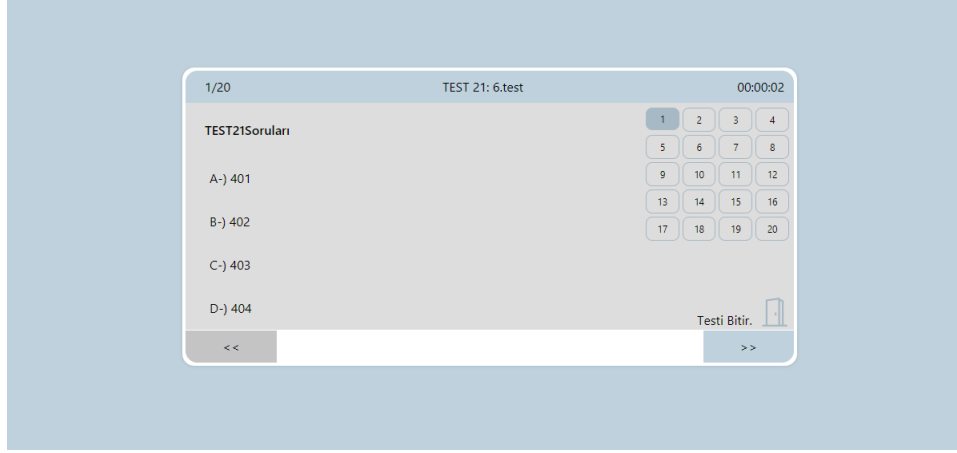 1/20 TEST 21: 6.test 00:00:02
TEST21Soruları
A-) 401
B-) 402
C-) 403
D-) 404
1 2 3 4
5 6 7 8
9 10 11 12
13 14 15 16
17 18 19 20
Testi Bitir.
<< >>